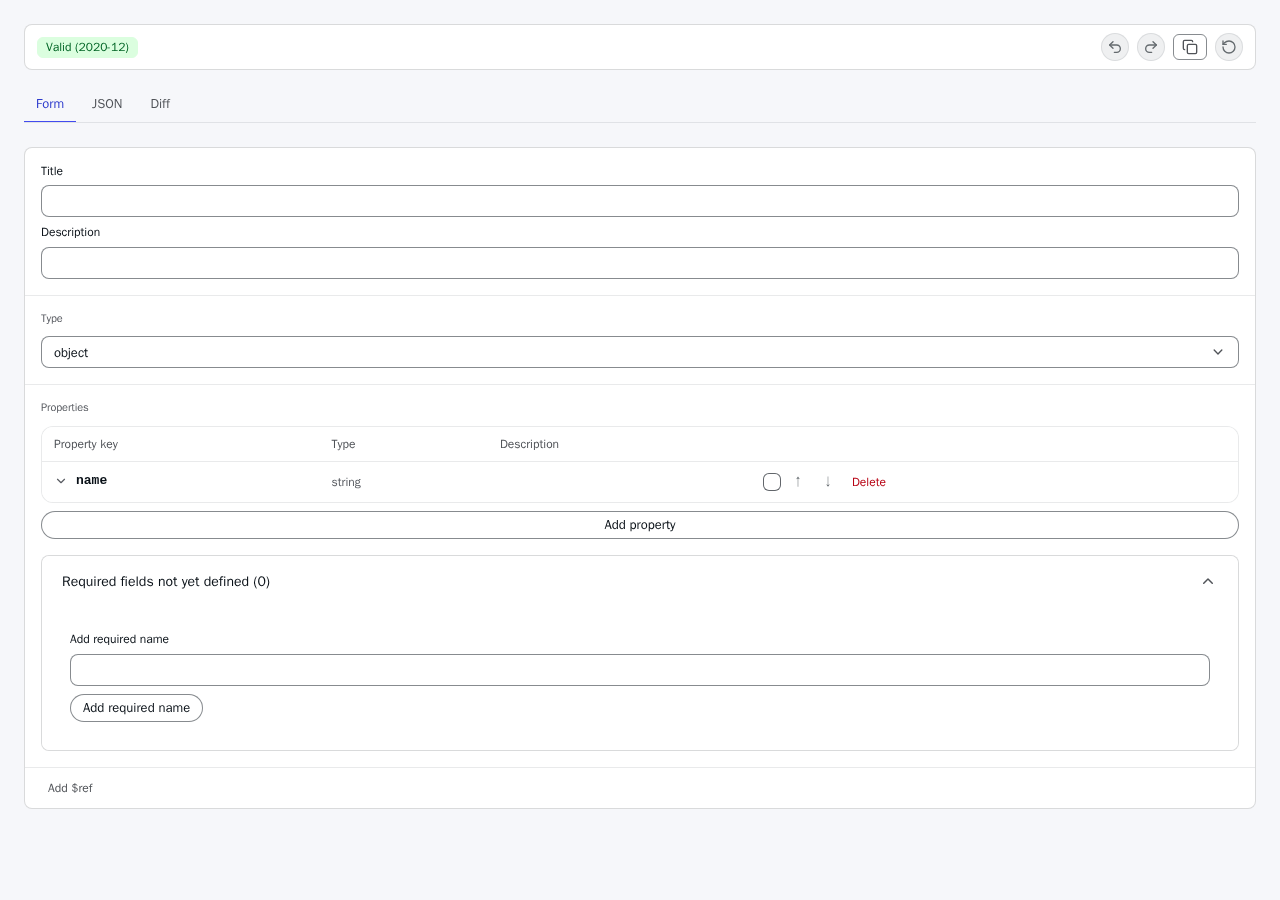 Valid (2020-12)
Form JSON Diff
Title
Description
Type
object
Properties
Property key Type Description
name string ↑ ↓ Delete
Add property
Required fields not yet defined (0)
Add required name
Add required name
Add $ref